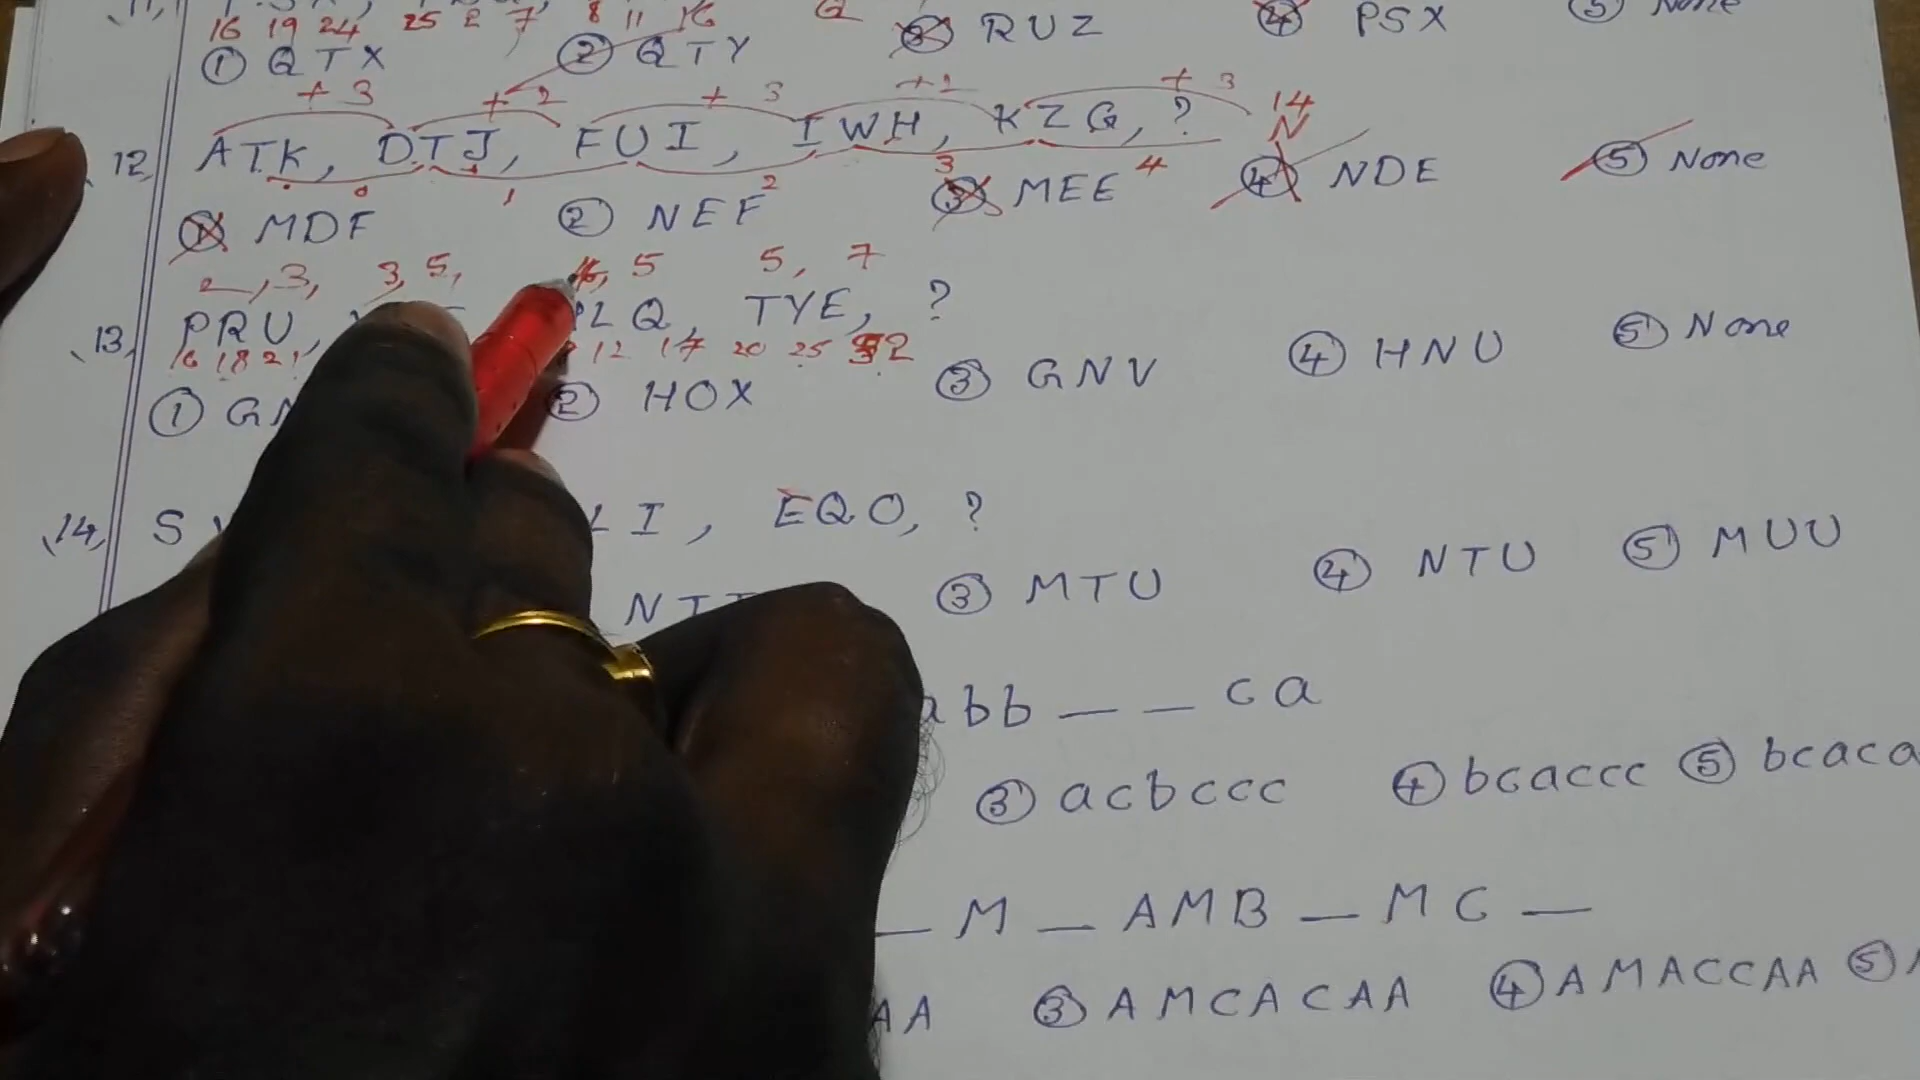 16 19 24 25 2 7 8 11 16 Q
① QTX ② QTY ③ RUZ ④ PSX ⑤ None
+3 +2 +3 +2 +3 14
N
12, ATK, DTJ, FUI, IWH, KZG, ?
0 1 2 3 4
① MDF ② NEF ③ MEE ④ NDE ⑤ None
2, 3, 3, 5, 5 5, 7
13, PRU, LQ, TYE, ?
16 18 21 12 17 20 25 32
① GN ② HOX ③ GNV ④ HNU ⑤ None
14, S LI, EQO, ?
③ MTU ④ NTU ⑤ MUU
abb _ _ ca
③ acbccc ④ bcaccc ⑤ bcaca
_ M _ AMB _ MC _
AA ③ AMCACAA ④ AMACCAA ⑤